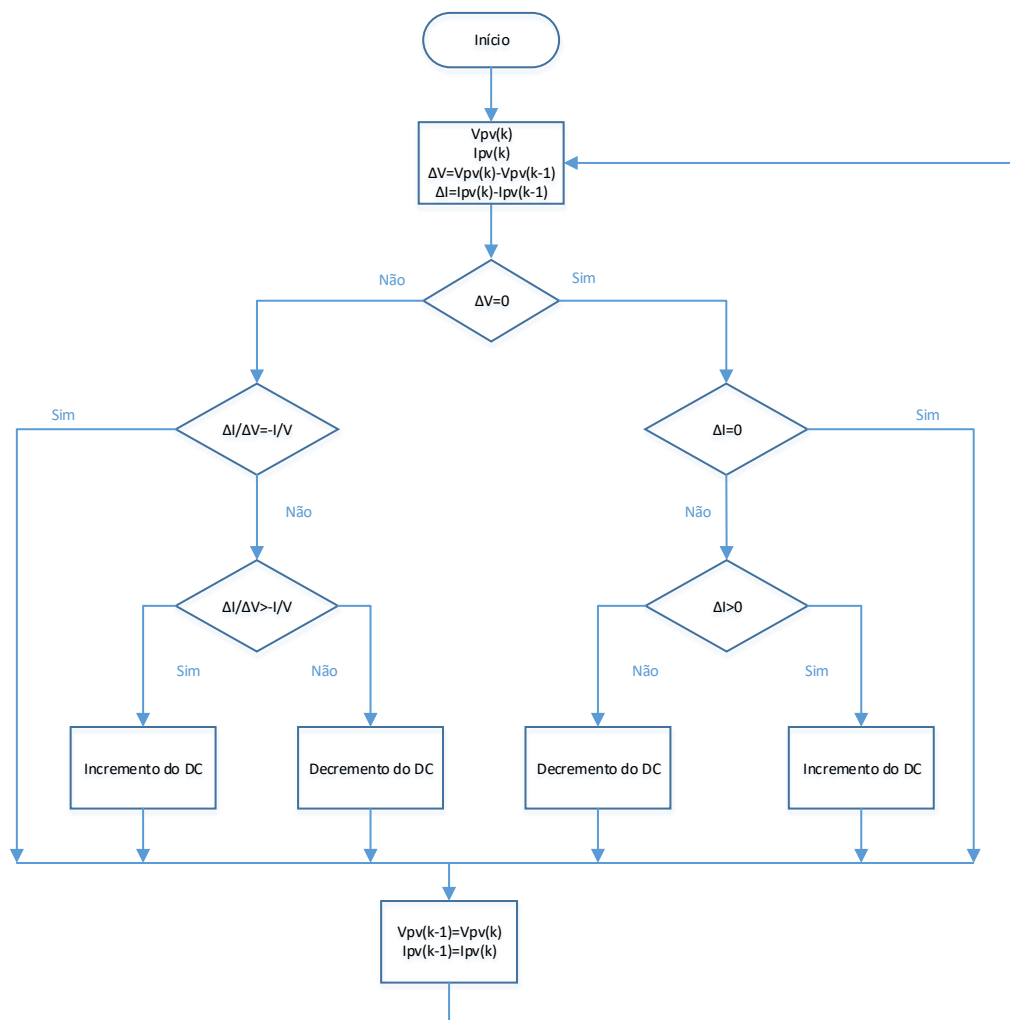 Início
Vpv(k)
Ipv(k)
ΔV=Vpv(k)-Vpv(k-1)
ΔI=Ipv(k)-Ipv(k-1)
Não
Sim
ΔV=0
Sim
ΔI/ΔV=-I/V
ΔI=0
Sim
Não
Não
ΔI/ΔV>-I/V
ΔI>0
Sim
Não
Não
Sim
Incremento do DC
Decremento do DC
Decremento do DC
Incremento do DC
Vpv(k-1)=Vpv(k)
Ipv(k-1)=Ipv(k)